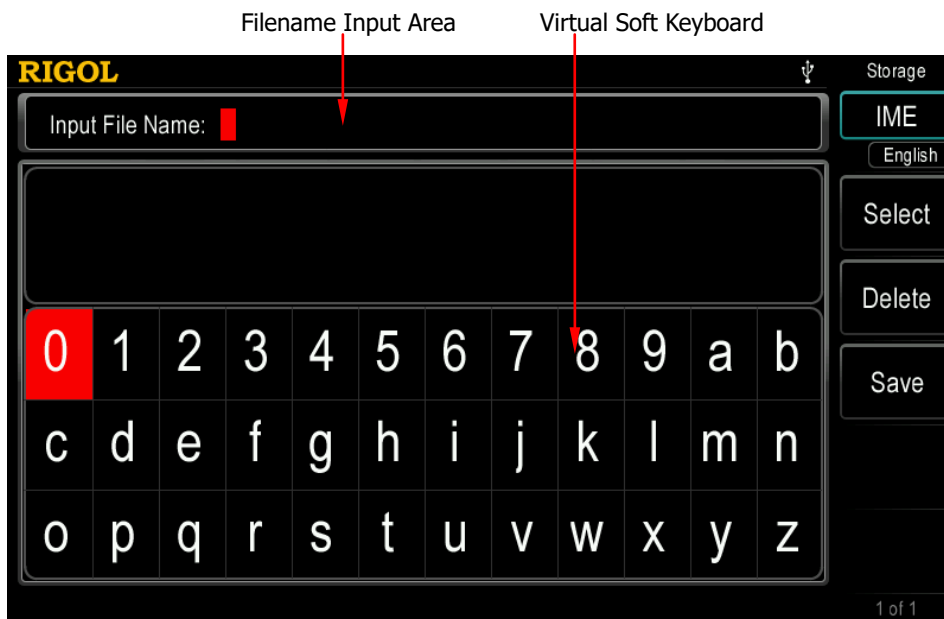 Filename Input Area Virtual Soft Keyboard
RIGOL Storage
Input File Name: IME
English
Select
Delete
0 1 2 3 4 5 6 7 8 9 a b
Save
c d e f g h i j k l m n
o p q r s t u v w x y z
1 of 1